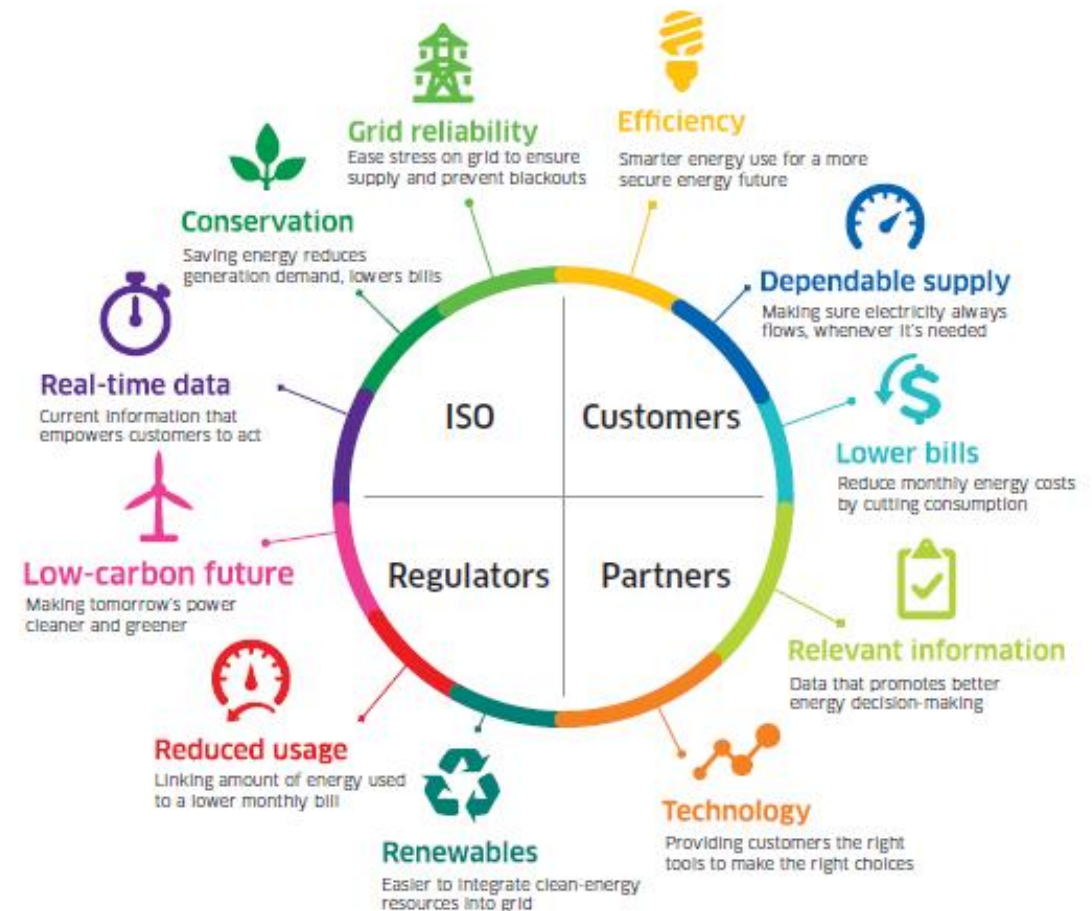 Grid reliability
Ease stress on grid to ensure
supply and prevent blackouts
Efficiency
Smarter energy use for a more
secure energy future
Conservation
Saving energy reduces
generation demand, lowers bills
Dependable supply
Making sure electricity always
flows, whenever it's needed
Real-time data
Current information that
empowers customers to act
ISO
Customers
$
Lower bills
Reduce monthly energy costs
by cutting consumption
Low-carbon future
Making tomorrow's power
cleaner and greener
Regulators
Partners
Relevant information
Data that promotes better
energy decision-making
Reduced usage
Linking amount of energy used
to a lower monthly bill
Technology
Providing customers the right
tools to make the right choices
Renewables
Easier to integrate clean-energy
resources into grid